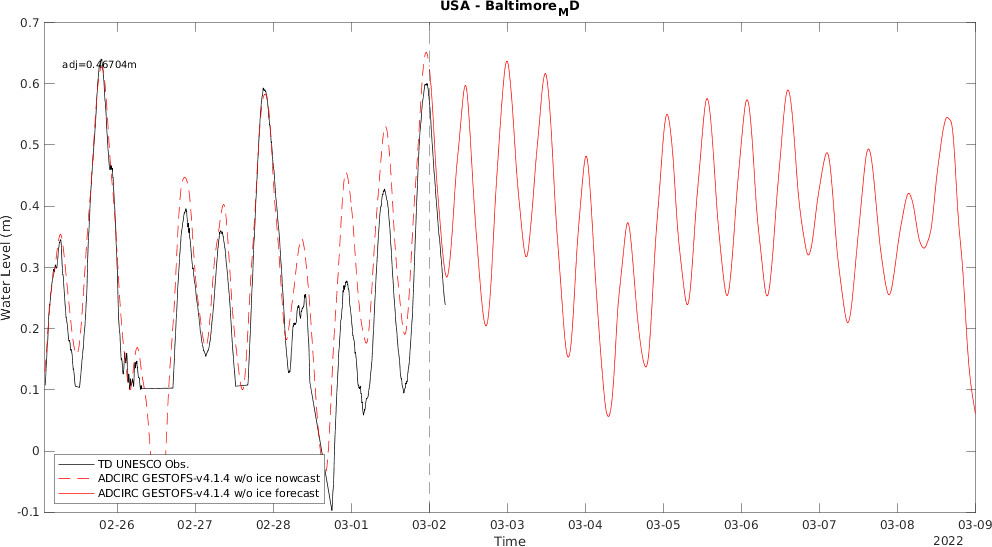 USA - Baltimore_MD
0.7
adj=0.46704m
0.6
0.5
0.4
0.3
0.2
0.1
0
-0.1
Water Level (m)
TD UNESCO Obs.
ADCIRC GESTOFS-v4.1.4 w/o ice nowcast
ADCIRC GESTOFS-v4.1.4 w/o ice forecast
02-26 02-27 02-28 03-01 03-02 03-03 03-04 03-05 03-06 03-07 03-08 03-09
Time
2022